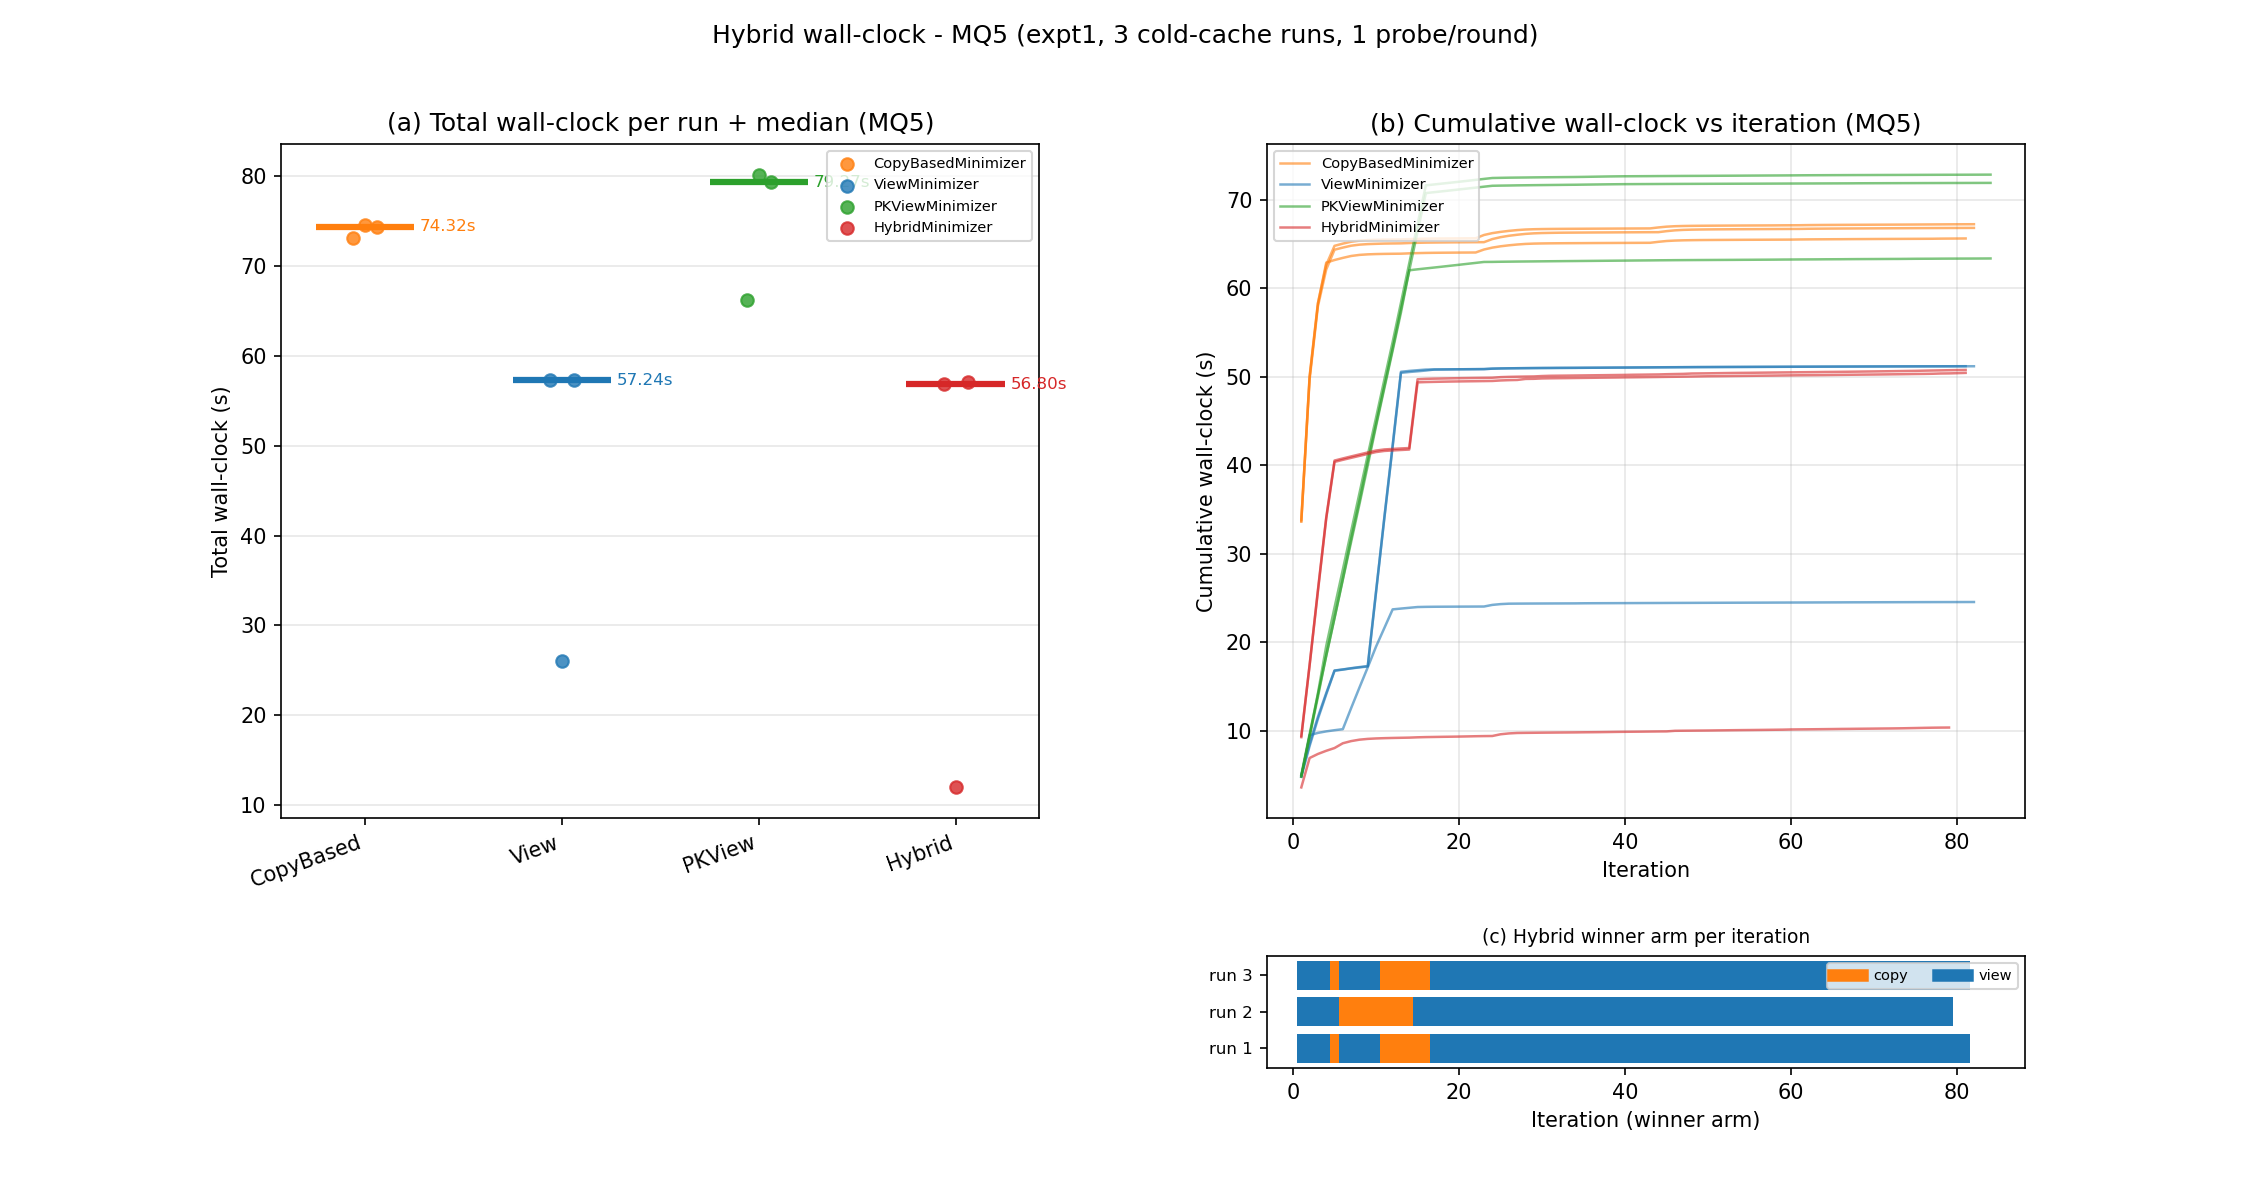 Hybrid wall-clock - MQ5 (expt1, 3 cold-cache runs, 1 probe/round)
(a) Total wall-clock per run + median (MQ5)
Total wall-clock (s)
80
70
60
50
40
30
20
10
74.32s
57.24s
56.80s
CopyBasedMinimizer
ViewMinimizer
PKViewMinimizer
HybridMinimizer
CopyBased
View
PKView
Hybrid
(b) Cumulative wall-clock vs iteration (MQ5)
Cumulative wall-clock (s)
70
60
50
40
30
20
10
CopyBasedMinimizer
ViewMinimizer
PKViewMinimizer
HybridMinimizer
0 20 40 60 80
Iteration
(c) Hybrid winner arm per iteration
run 3
run 2
run 1
copy view
0 20 40 60 80
Iteration (winner arm)